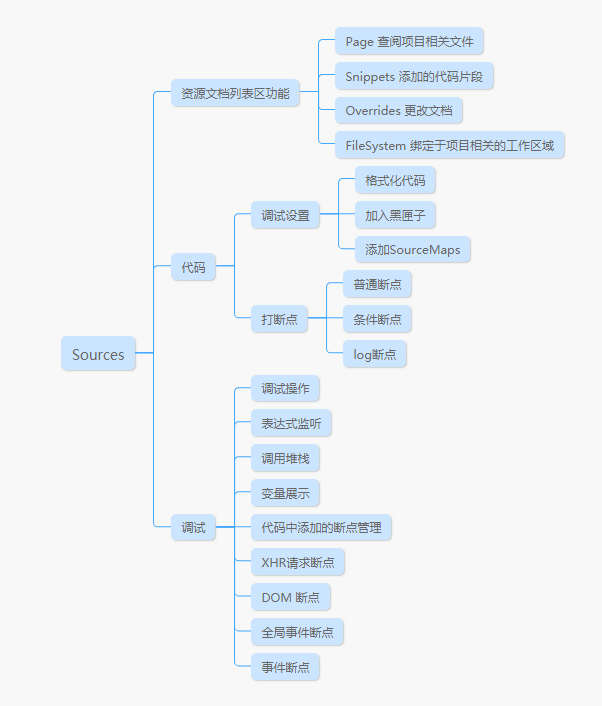 Sources
资源文档列表区功能
Page 查阅项目相关文件
Snippets 添加的代码片段
Overrides 更改文档
FileSystem 绑定于项目相关的工作区域
代码
调试设置
格式化代码
加入黑匣子
添加SourceMaps
打断点
普通断点
条件断点
log断点
调试
调试操作
表达式监听
调用堆栈
变量展示
代码中添加的断点管理
XHR请求断点
DOM 断点
全局事件断点
事件断点